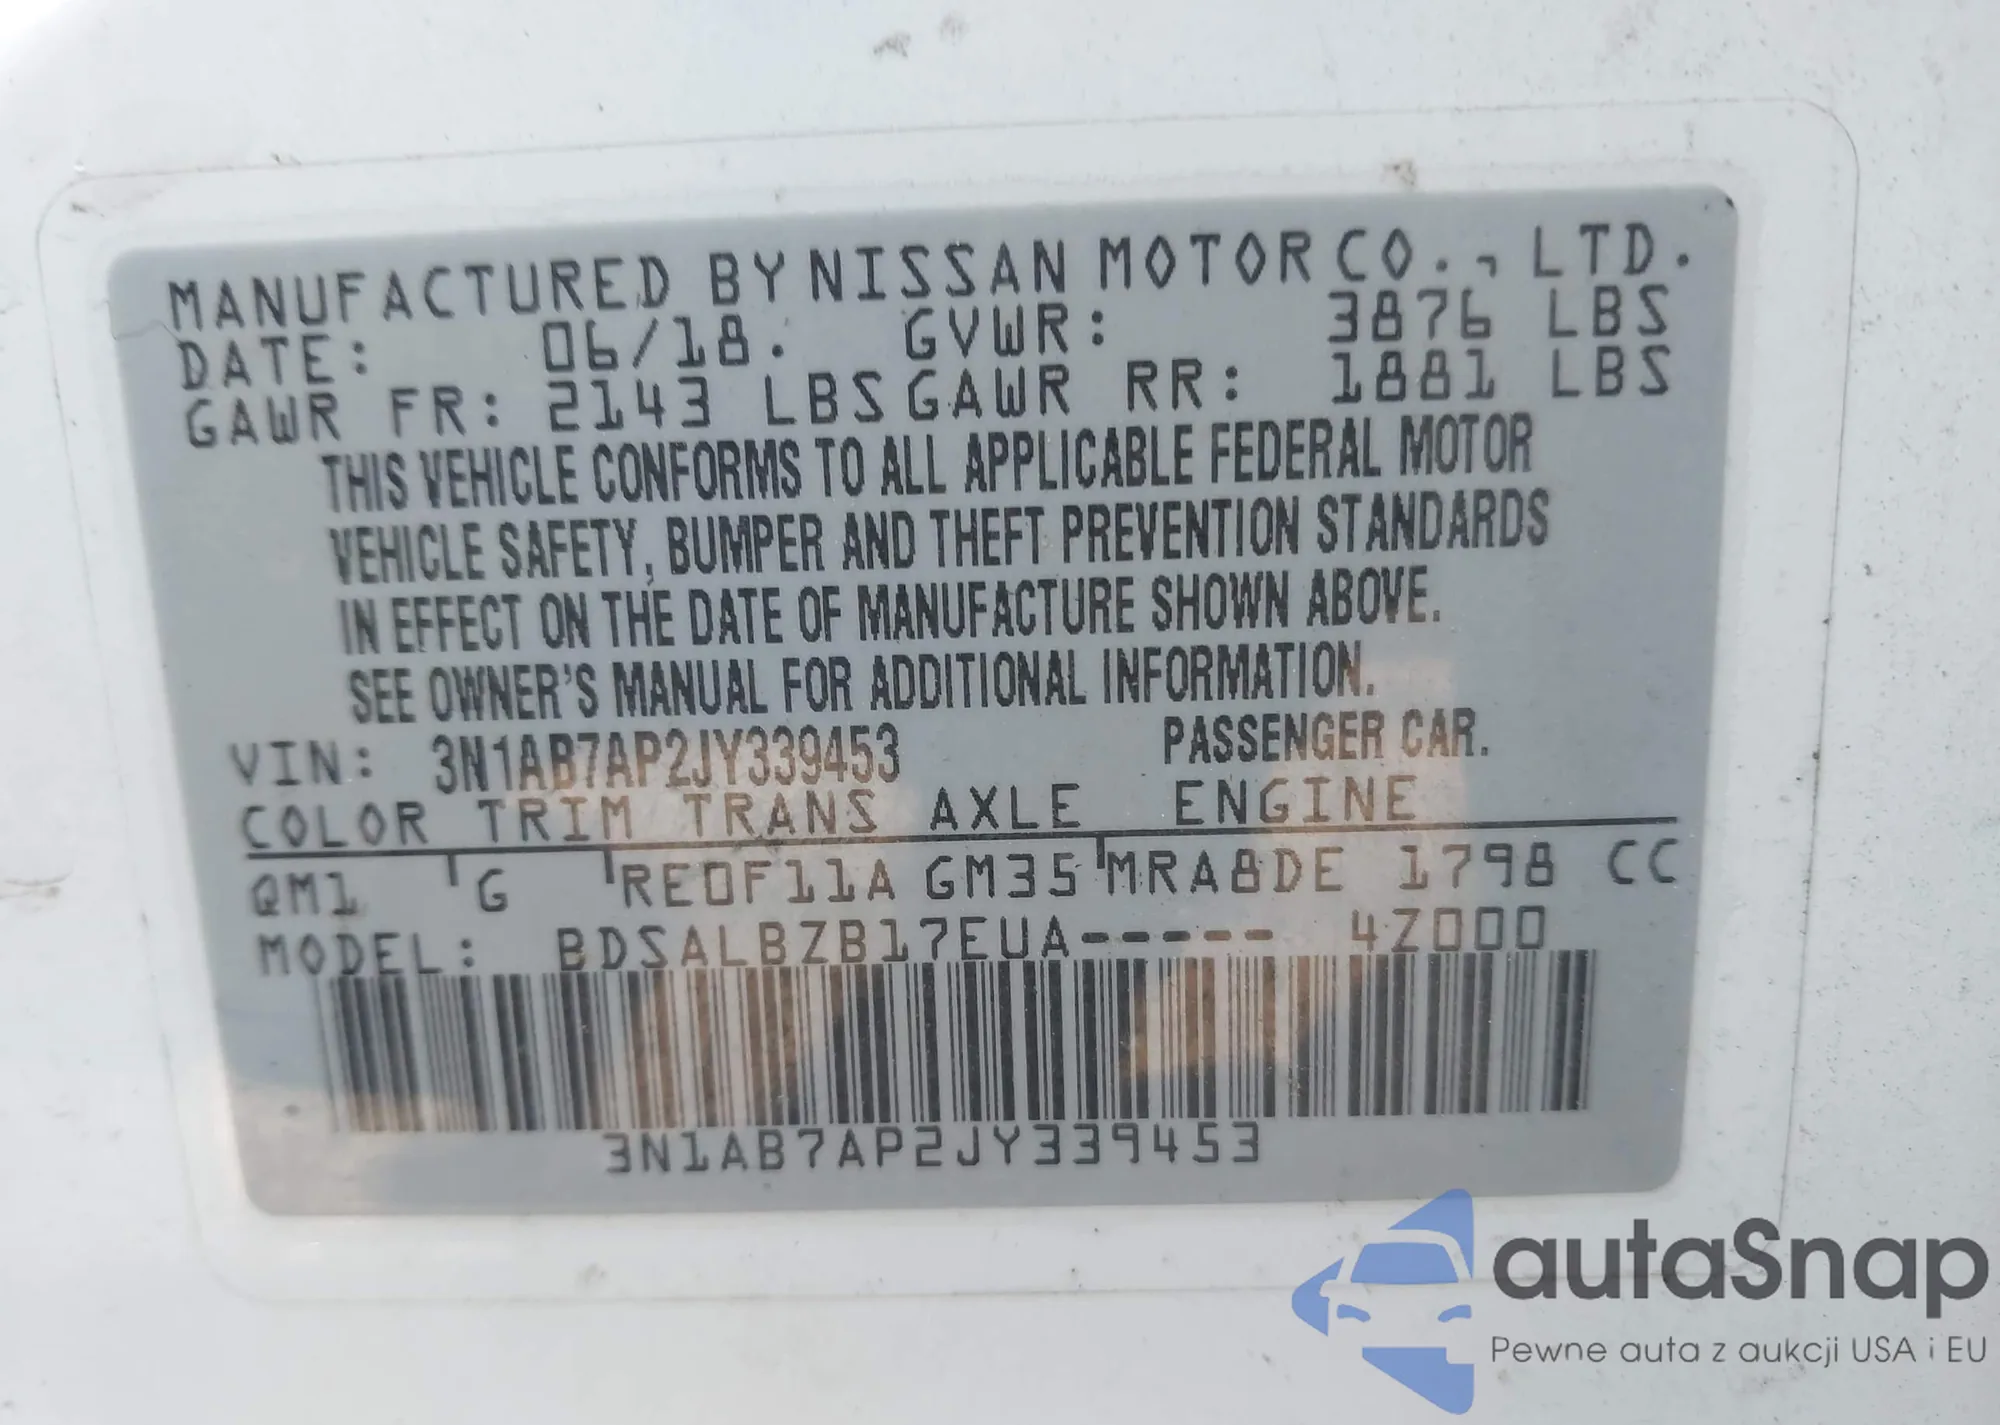 MANUFACTURED BY NISSAN MOTOR CO., LTD.
DATE: 06/18. GVWR: 3876 LBS
GAWR FR: 2143 LBS GAWR RR: 1881 LBS
THIS VEHICLE CONFORMS TO ALL APPLICABLE FEDERAL MOTOR
VEHICLE SAFETY, BUMPER AND THEFT PREVENTION STANDARDS
IN EFFECT ON THE DATE OF MANUFACTURE SHOWN ABOVE.
SEE OWNER'S MANUAL FOR ADDITIONAL INFORMATION.
VIN: 3N1AB7AP2JY339453 PASSENGER CAR.
COLOR TRIM TRANS AXLE ENGINE
QM1 G RE0F11A GM35 MRA8DE 1798 CC
MODEL: BDSALBZB17EUA----- 4Z000
3N1AB7AP2JY339453
autaSnap
Pewne auta z aukcji USA i EU